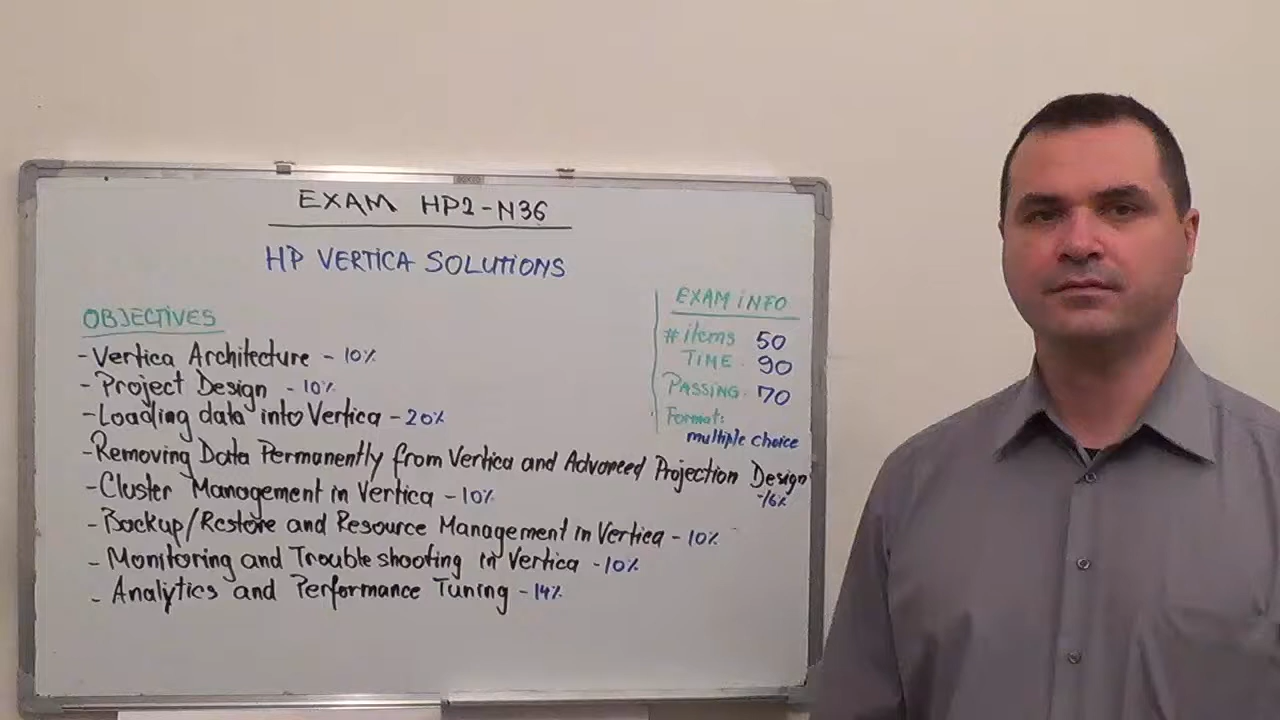 EXAM HP2-N36
HP VERTICA SOLUTIONS
OBJECTIVES
- Vertica Architecture - 10%
- Project Design - 10%
- Loading data into Vertica - 20%
- Removing Data Permanently from Vertica and Advanced Projection Design
- 16%
- Cluster Management in Vertica - 10%
- Backup/Restore and Resource Management in Vertica - 10%
- Monitoring and Troubleshooting in Vertica - 10%
- Analytics and Performance Tuning - 14%
EXAM INFO
# items 50
TIME 90
PASSING 70
Format:
multiple choice